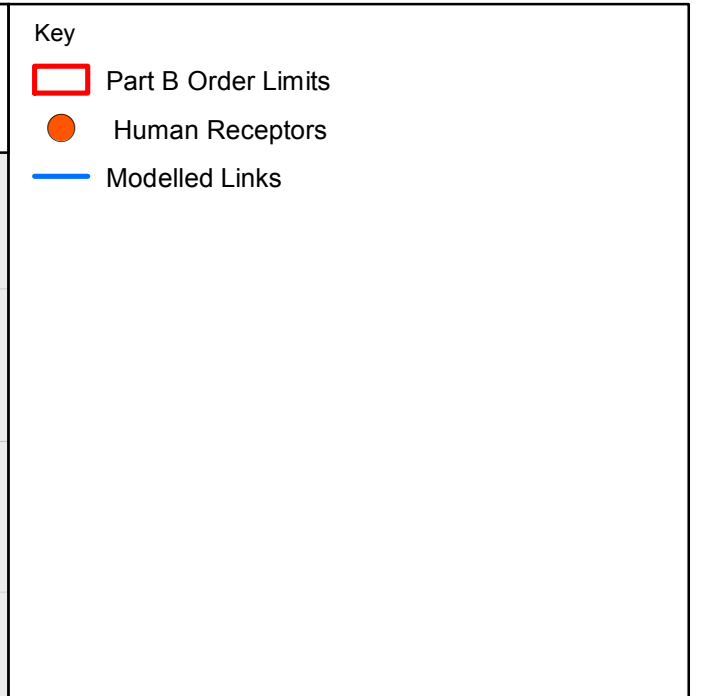 Key
Part B Order Limits
Human Receptors
Modelled Links